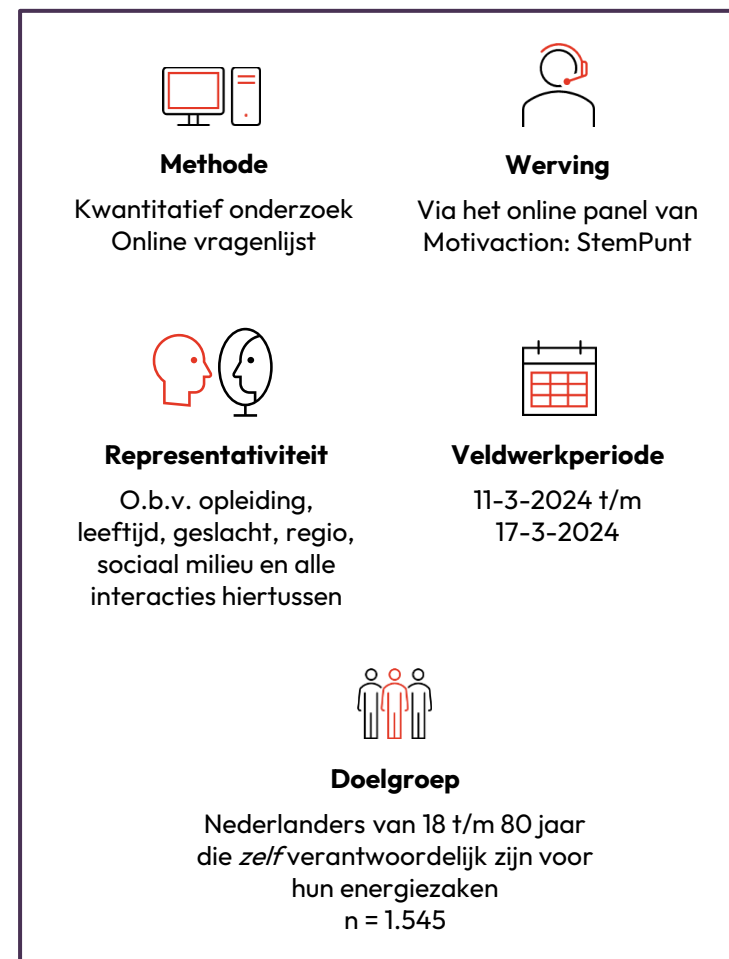 Methode
Kwantitatief onderzoek
Online vragenlijst
Werving
Via het online panel van
Motivaction: StemPunt
Representativiteit
O.b.v. opleiding,
leeftijd, geslacht, regio,
sociaal milieu en alle
interacties hiertussen
Veldwerkperiode
11-3-2024 t/m
17-3-2024
Doelgroep
Nederlanders van 18 t/m 80 jaar
die zelf verantwoordelijk zijn voor
hun energiezaken
n = 1.545